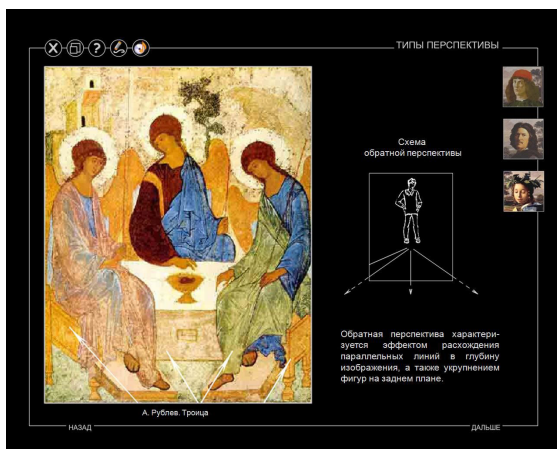 ТИПЫ ПЕРСПЕКТИВЫ
Схема
обратной перспективы
Обратная перспектива характери-
зуется эффектом расхождения
параллельных линий в глубину
изображения, а также укрупнением
фигур на заднем плане.
А. Рублев. Троица
НАЗАД
ДАЛЬШЕ